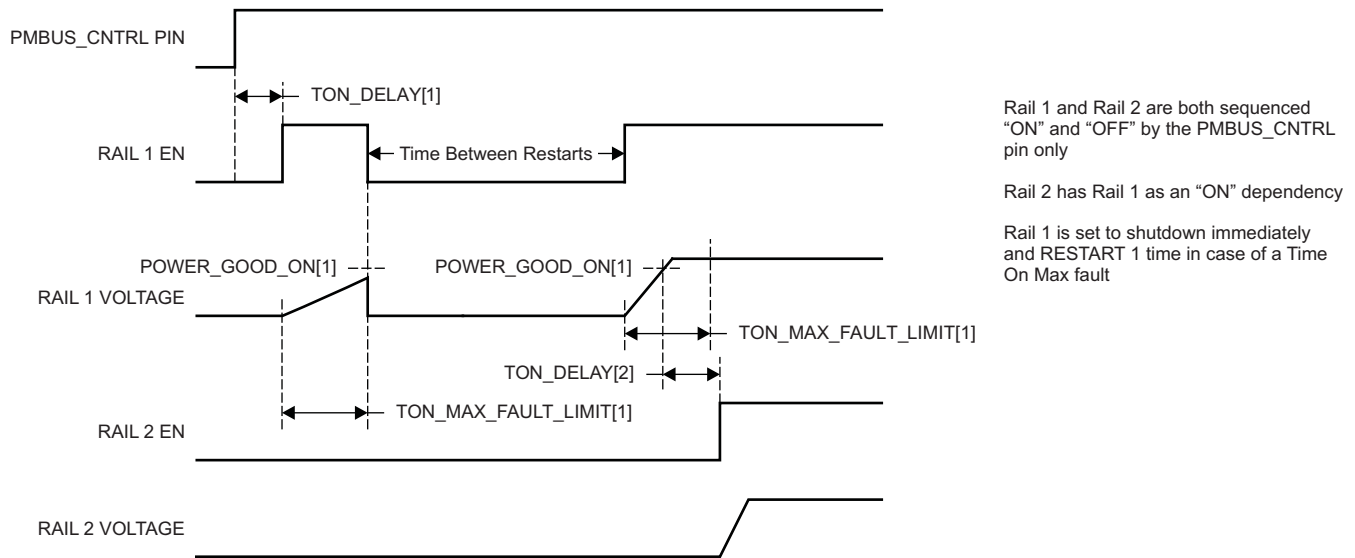 PMBUS_CNTRL PIN
TON_DELAY[1]
RAIL 1 EN
Time Between Restarts
POWER_GOOD_ON[1]
POWER_GOOD_ON[1]
RAIL 1 VOLTAGE
TON_MAX_FAULT_LIMIT[1]
TON_DELAY[2]
TON_MAX_FAULT_LIMIT[1]
RAIL 2 EN
RAIL 2 VOLTAGE
Rail 1 and Rail 2 are both sequenced
“ON” and “OFF” by the PMBUS_CNTRL
pin only
Rail 2 has Rail 1 as an “ON” dependency
Rail 1 is set to shutdown immediately
and RESTART 1 time in case of a Time
On Max fault